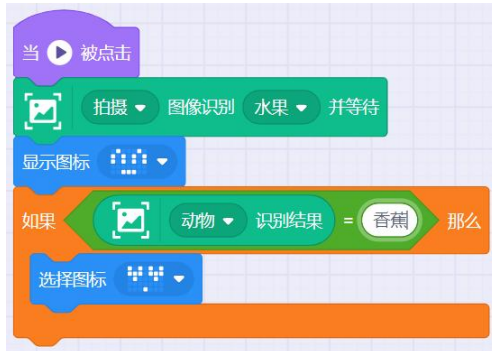 当 被点击
拍摄 图像识别 水果 并等待
显示图标
如果 动物 识别结果 = 香蕉 那么
选择图标